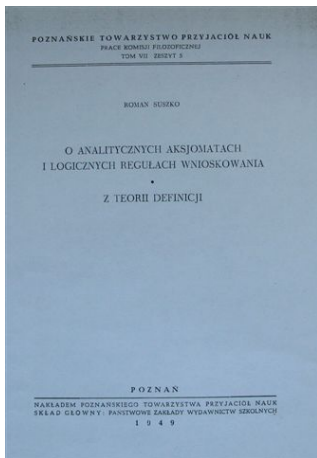 POZNAŃSKIE TOWARZYSTWO PRZYJACIÓŁ NAUK
PRACE KOMISJI FILOZOFICZNEJ
TOM VII ZESZYT 5
ROMAN SUSZKO
O ANALITYCZNYCH AKSJOMATACH
I LOGICZNYCH REGUŁACH WNIOSKOWANIA
•
Z TEORII DEFINICJI
POZNAŃ
NAKŁADEM POZNAŃSKIEGO TOWARZYSTWA PRZYJACIÓŁ NAUK
SKŁAD GŁÓWNY: PAŃSTWOWE ZAKŁADY WYDAWNICTW SZKOLNYCH
1949